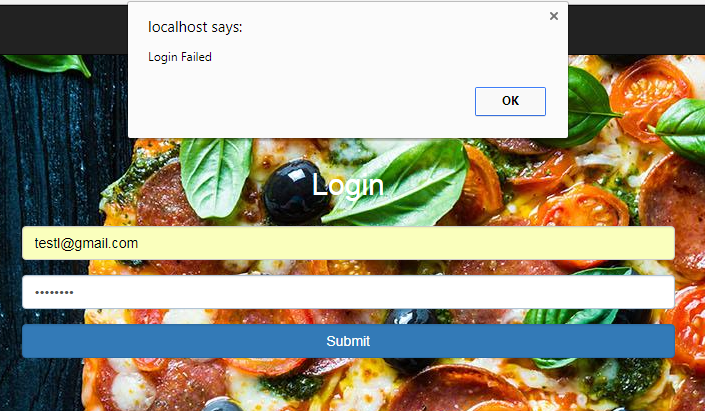 localhost says:
Login Failed
OK
Login
testl@gmail.com
••••••••
Submit